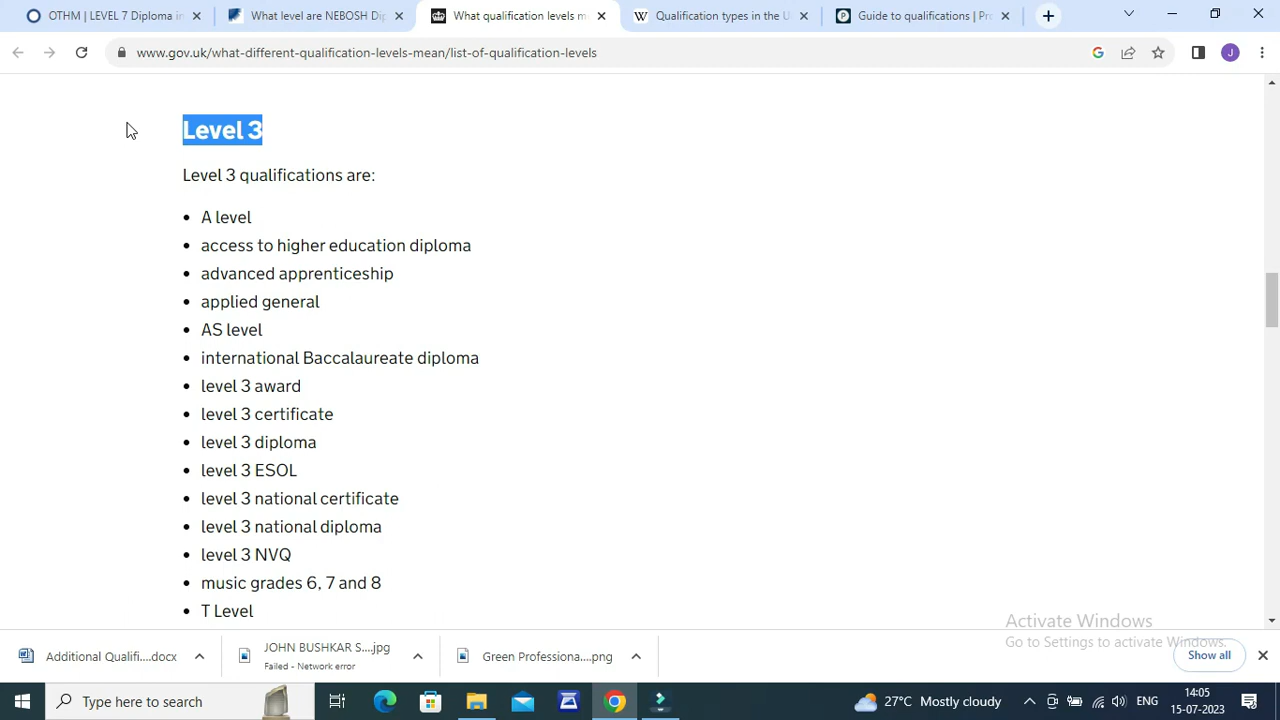 OTHM | LEVEL 7 Diploma
What level are NEBOSH Dip
What qualification levels m
Qualification types in the U
Guide to qualifications | Pr
www.gov.uk/what-different-qualification-levels-mean/list-of-qualification-levels
J
Level 3
Level 3 qualifications are:
• A level
• access to higher education diploma
• advanced apprenticeship
• applied general
• AS level
• international Baccalaureate diploma
• level 3 award
• level 3 certificate
• level 3 diploma
• level 3 ESOL
• level 3 national certificate
• level 3 national diploma
• level 3 NVQ
• music grades 6, 7 and 8
• T Level
Activate Windows
Go to Settings to activate Windows.
Additional Qualifi....docx
JOHN BUSHKAR S....jpg
Failed - Network error
Green Professiona....png
Show all
Type here to search
27°C Mostly cloudy
ENG
14:05
15-07-2023